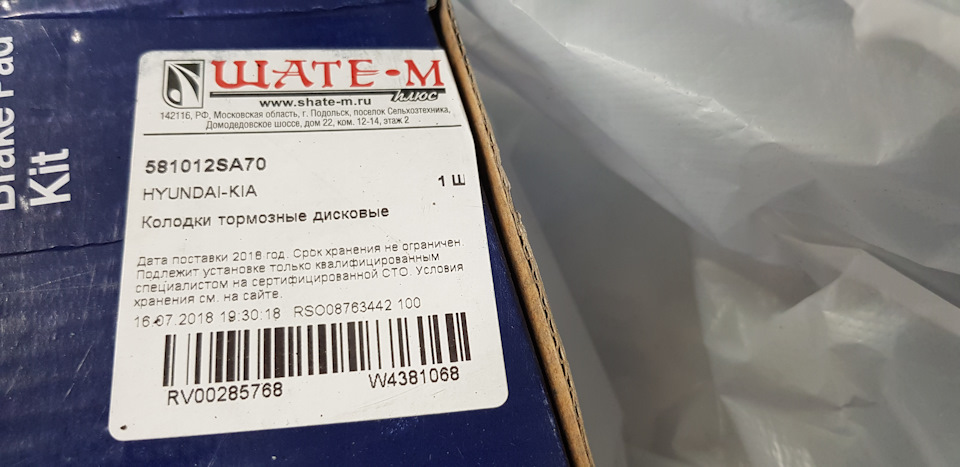 Brake Pad
Kit
ШАТЕ-М
плюс
www.shate-m.ru
142116, РФ, Московская область, г. Подольск, поселок Сельхозтехника,
Домодедовское шоссе, дом 22, ком. 12-14, этаж 2
581012SA70
HYUNDAI-KIA
1 Ш
Колодки тормозные дисковые
Дата поставки 2018 год. Срок хранения не ограничен.
Подлежит установке только квалифицированным
специалистом на сертифицированной СТО. Условия
хранения см. на сайте.
16.07.2018 19:30:18 RSO08763442 100
RV00285768 W4381068